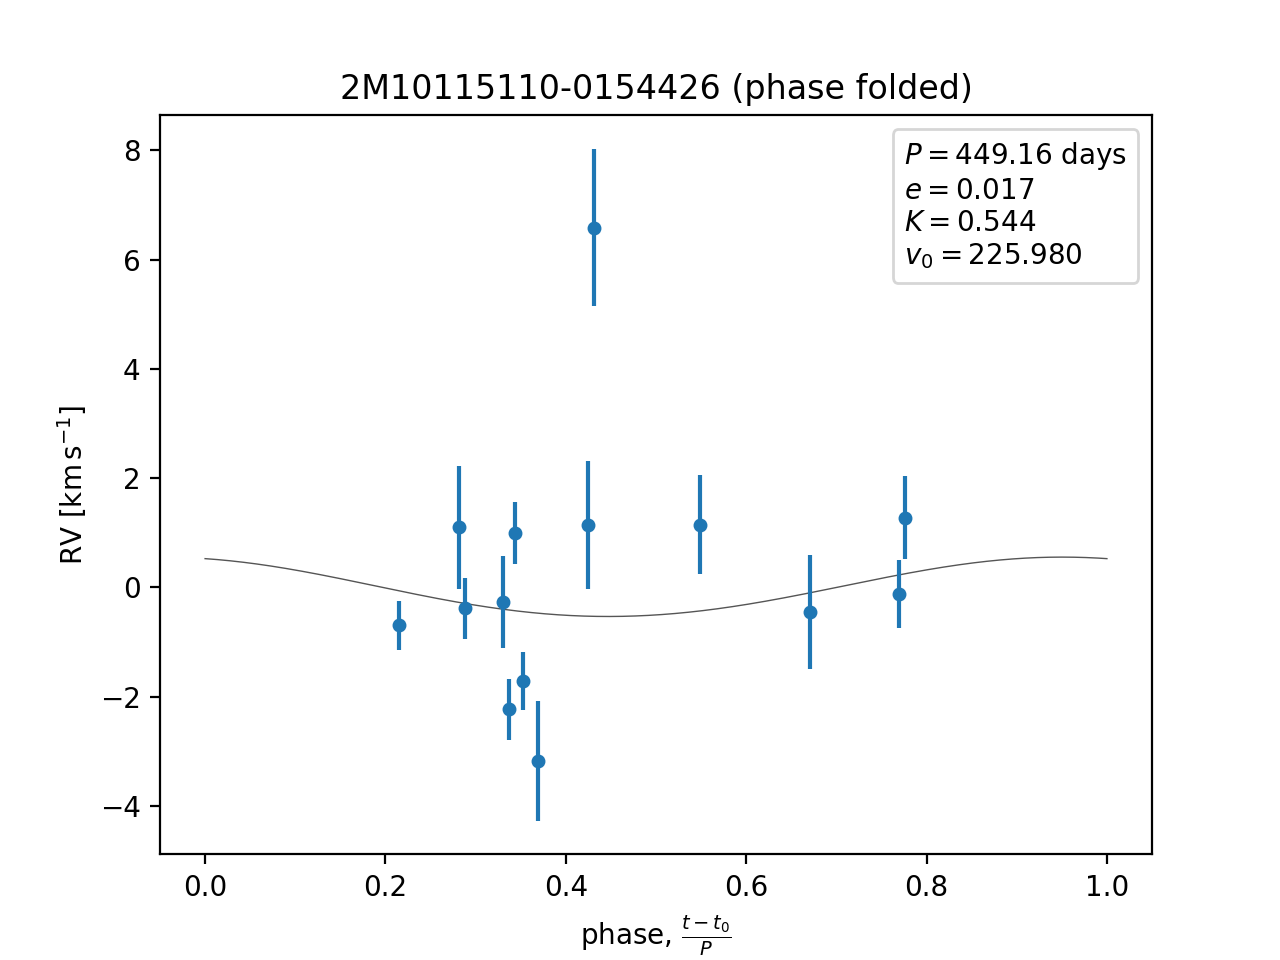 2M10115110-0154426 (phase folded)
P = 449.16 days
e = 0.017
K = 0.544
v₀ = 225.980
8
6
4
2
0
−2
−4
RV [km s⁻¹]
0.0 0.2 0.4 0.6 0.8 1.0
phase, (t − t₀)/P